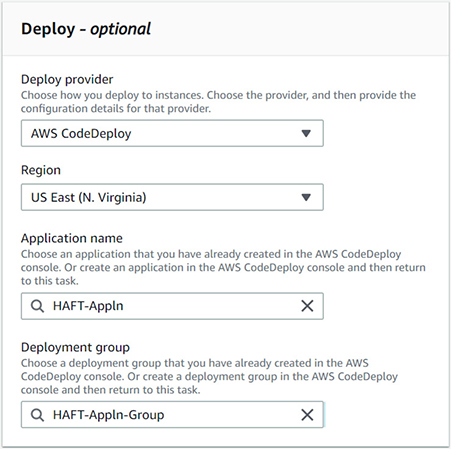 Deploy - optional
Deploy provider
Choose how you deploy to instances. Choose the provider, and then provide the
configuration details for that provider.
AWS CodeDeploy
Region
US East (N. Virginia)
Application name
Choose an application that you have already created in the AWS CodeDeploy
console. Or create an application in the AWS CodeDeploy console and then return
to this task.
HAFT-Appln
Deployment group
Choose a deployment group that you have already created in the AWS
CodeDeploy console. Or create a deployment group in the AWS CodeDeploy
console and then return to this task.
HAFT-Appln-Group